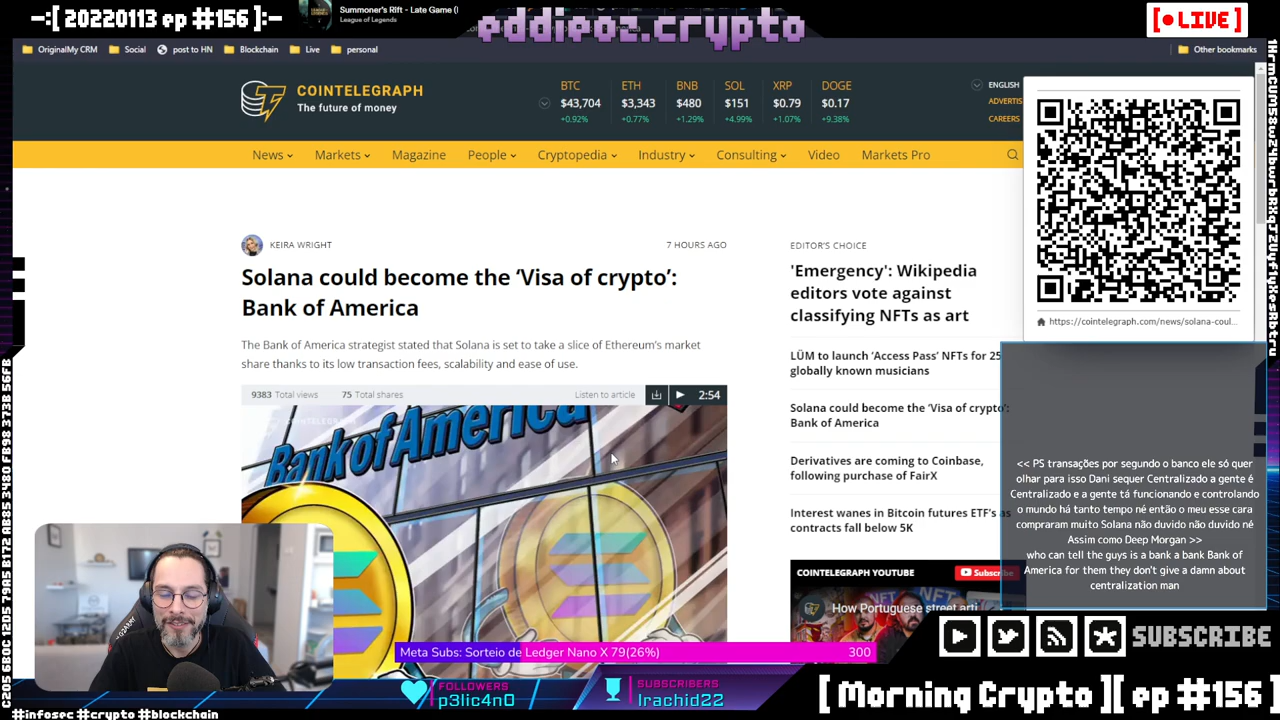 -:[ 20220113 ep #156 ]:-
Summoner's Rift - Late Game (
League of Legends
eddieoz.crypto
[● LIVE]
OriginalMy CRM
Social
post to HN
Blockchain
Live
personal
Other bookmarks
COINTELEGRAPH
The future of money
BTC ETH BNB SOL XRP DOGE
$43,704 $3,343 $480 $151 $0.79 $0.17
+0.92% +0.77% +1.29% +4.99% +1.07% +9.38%
ENGLISH
ADVERTIS
CAREERS
News Markets Magazine People Cryptopedia Industry Consulting Video Markets Pro
KEIRA WRIGHT
7 HOURS AGO
Solana could become the ‘Visa of crypto’:
Bank of America
The Bank of America strategist stated that Solana is set to take a slice of Ethereum’s market
share thanks to its low transaction fees, scalability and ease of use.
9383 Total views
75 Total shares
Listen to article
2:54
Bank of America
EDITOR'S CHOICE
'Emergency': Wikipedia
editors vote against
classifying NFTs as art
LÜM to launch ‘Access Pass’ NFTs for 25
globally known musicians
Solana could become the ‘Visa of crypto’:
Bank of America
Derivatives are coming to Coinbase,
following purchase of FairX
Interest wanes in Bitcoin futures ETF’s as
contracts fall below 5K
COINTELEGRAPH YOUTUBE
Subscribe
How Portuguese street arti
https://cointelegraph.com/news/solana-coul...
<< PS transações por segundo o banco ele só quer
olhar para isso Dani sequer Centralizado a gente é
Centralizado e a gente tá funcionando e controlando
o mundo há tanto tempo né então o meu esse cara
compraram muito Solana não duvido não duvido né
Assim como Deep Morgan >>
who can tell the guys is a bank a bank Bank of
America for them they don't give a damn about
centralization man
Meta Subs: Sorteio de Ledger Nano X 79(26%)
300
FOLLOWERS
p3lic4n0
SUBSCRIBERS
lrachid22
SUBSCRIBE
[ Morning Crypto ][ ep #156 ]
#infosec #crypto #blockchain